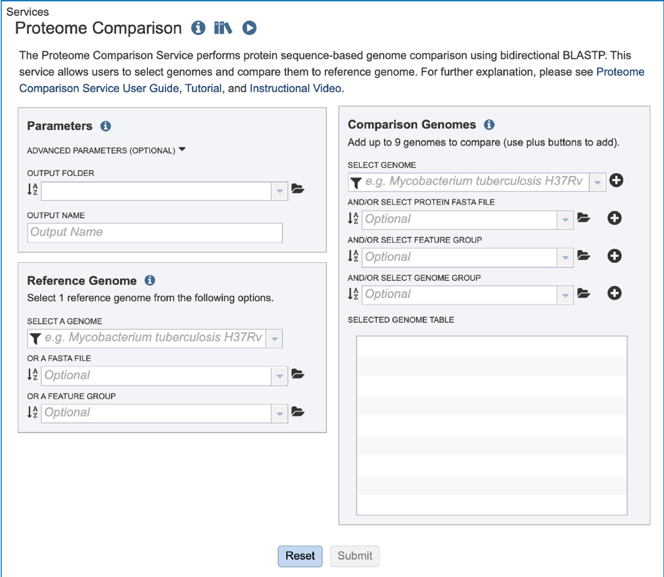 Services
Proteome Comparison
The Proteome Comparison Service performs protein sequence-based genome comparison using bidirectional BLASTP. This
service allows users to select genomes and compare them to reference genome. For further explanation, please see Proteome
Comparison Service User Guide, Tutorial, and Instructional Video.
Parameters
ADVANCED PARAMETERS (OPTIONAL)
OUTPUT FOLDER
OUTPUT NAME
Output Name
Reference Genome
Select 1 reference genome from the following options.
SELECT A GENOME
e.g. Mycobacterium tuberculosis H37Rv
OR A FASTA FILE
Optional
OR A FEATURE GROUP
Optional
Comparison Genomes
Add up to 9 genomes to compare (use plus buttons to add).
SELECT GENOME
e.g. Mycobacterium tuberculosis H37Rv
AND/OR SELECT PROTEIN FASTA FILE
Optional
AND/OR SELECT FEATURE GROUP
Optional
AND/OR SELECT GENOME GROUP
Optional
SELECTED GENOME TABLE
Reset Submit